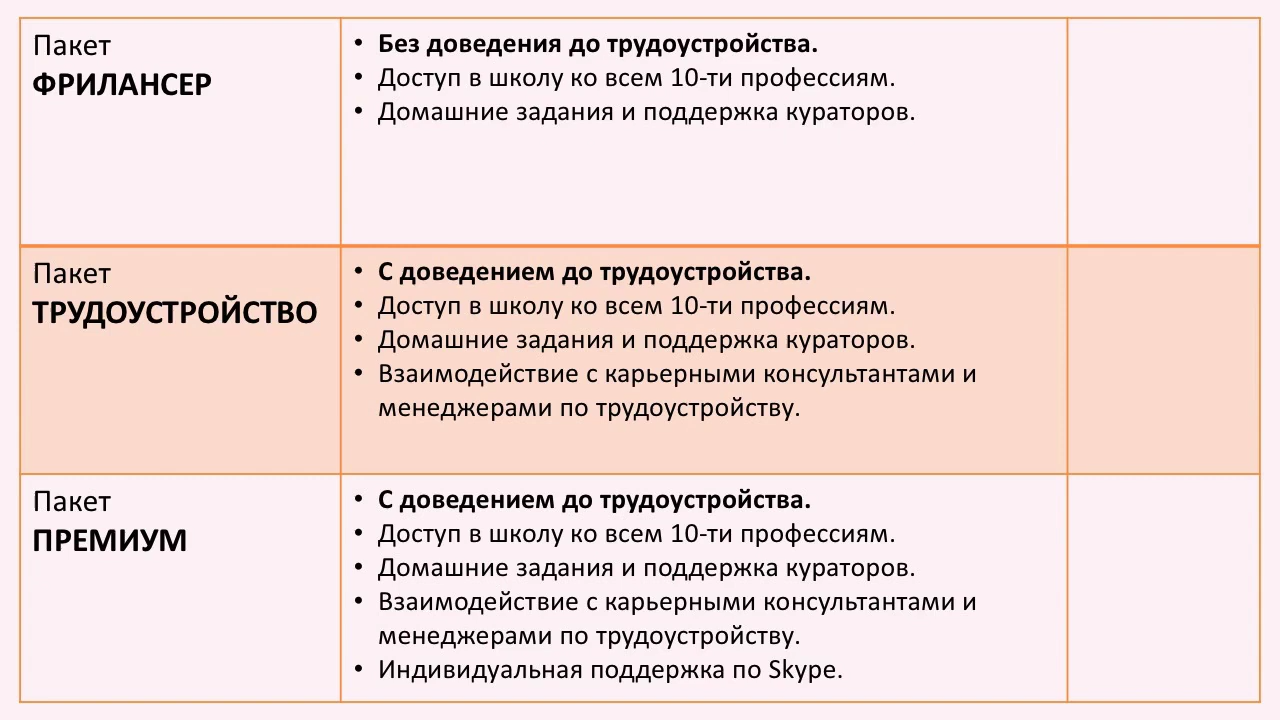 Пакет
ФРИЛАНСЕР
• Без доведения до трудоустройства.
• Доступ в школу ко всем 10-ти профессиям.
• Домашние задания и поддержка кураторов.
Пакет
ТРУДОУСТРОЙСТВО
• С доведением до трудоустройства.
• Доступ в школу ко всем 10-ти профессиям.
• Домашние задания и поддержка кураторов.
• Взаимодействие с карьерными консультантами и
менеджерами по трудоустройству.
Пакет
ПРЕМИУМ
• С доведением до трудоустройства.
• Доступ в школу ко всем 10-ти профессиям.
• Домашние задания и поддержка кураторов.
• Взаимодействие с карьерными консультантами и
менеджерами по трудоустройству.
• Индивидуальная поддержка по Skype.